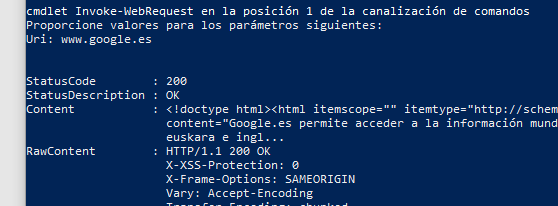 cmdlet Invoke-WebRequest en la posición 1 de la canalización de comandos
Proporcione valores para los parámetros siguientes:
Uri: www.google.es
StatusCode : 200
StatusDescription : OK
Content : <!doctype html><html itemscope="" itemtype="http://schem
content="Google.es permite acceder a la información mund
euskara e ingl...
RawContent : HTTP/1.1 200 OK
X-XSS-Protection: 0
X-Frame-Options: SAMEORIGIN
Vary: Accept-Encoding
Transfer-Encoding: chunked